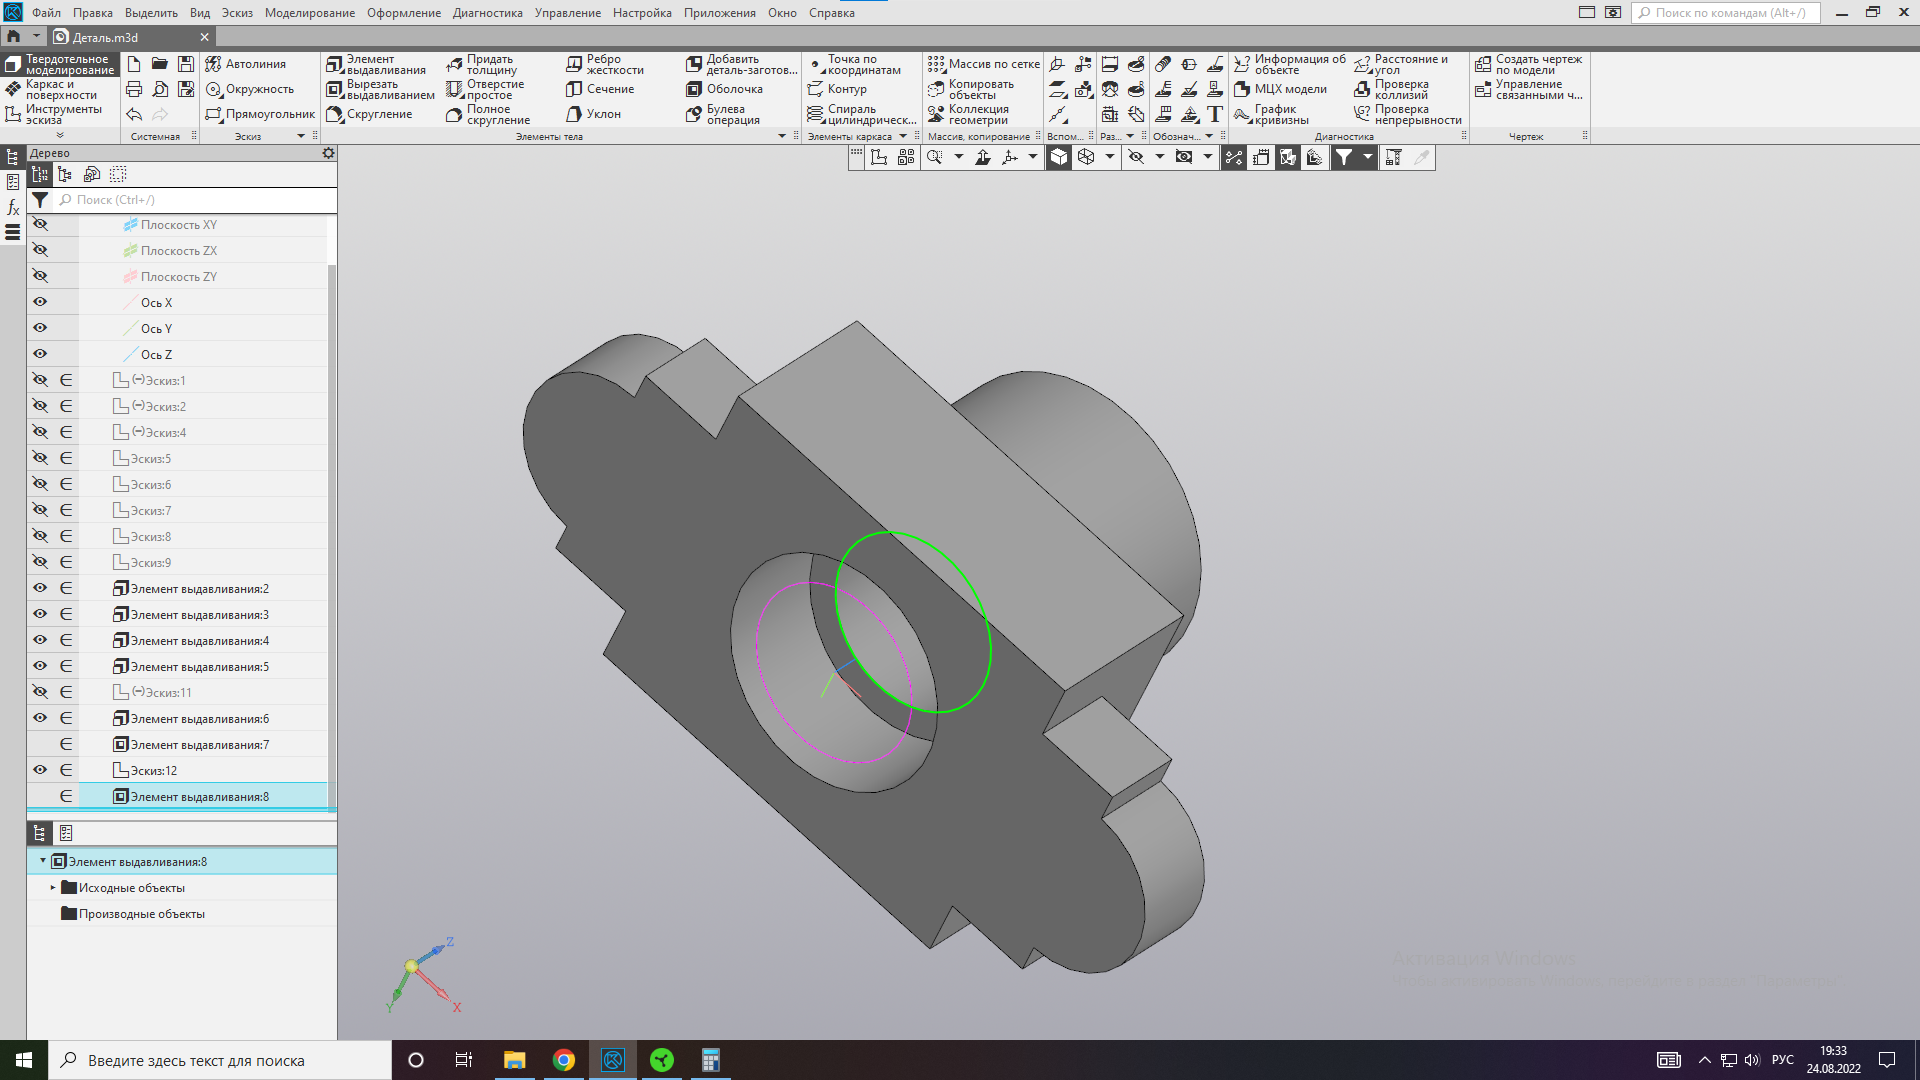 Файл Правка Выделить Вид Эскиз Моделирование Оформление Диагностика Управление Настройка Приложения Окно Справка
Поиск по командам (Alt+/)
Деталь.m3d
Твердотельное моделирование
Каркас и поверхности
Инструменты эскиза
Системная
Автолиния
Окружность
Прямоугольник
Эскиз
Элемент выдавливания
Вырезать выдавливанием
Скругление
Придать толщину
Отверстие простое
Полное скругление
Ребро жесткости
Сечение
Уклон
Добавить деталь-заготов...
Оболочка
Булева операция
Элементы тела
Точка по координатам
Контур
Спираль цилиндрическ...
Элементы каркаса
Массив по сетке
Копировать объекты
Коллекция геометрии
Массив, копирование
Вспом...
Раз...
Обознач...
Информация об объекте
МЦХ модели
График кривизны
Расстояние и угол
Проверка коллизий
Проверка непрерывности
Диагностика
Создать чертеж по модели
Управление связанными ч...
Чертеж
Дерево
Поиск (Ctrl+/)
Плоскость XY
Плоскость ZX
Плоскость ZY
Ось X
Ось Y
Ось Z
(-)Эскиз:1
(-)Эскиз:2
(-)Эскиз:4
Эскиз:5
Эскиз:6
Эскиз:7
Эскиз:8
Эскиз:9
Элемент выдавливания:2
Элемент выдавливания:3
Элемент выдавливания:4
Элемент выдавливания:5
(-)Эскиз:11
Элемент выдавливания:6
Элемент выдавливания:7
Эскиз:12
Элемент выдавливания:8
Элемент выдавливания:8
Исходные объекты
Производные объекты
Z
Y
X
Активация Windows
Введите здесь текст для поиска
РУС
19:33
24.08.2022